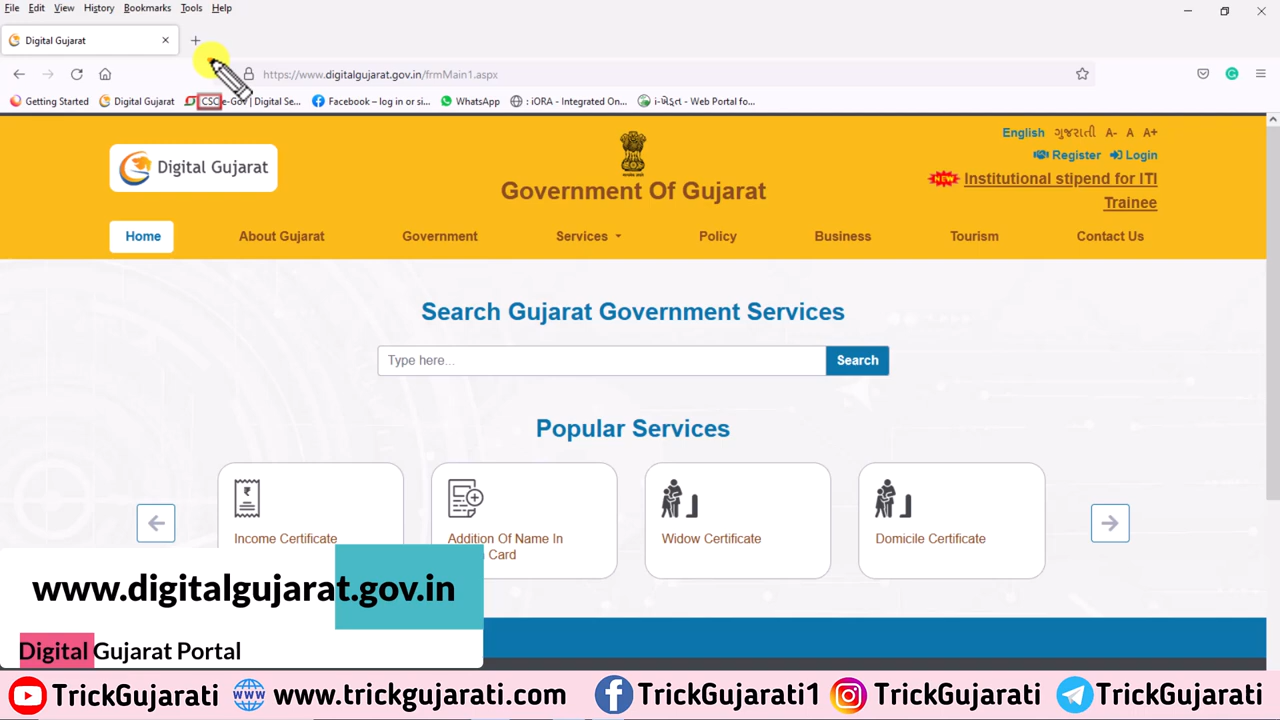 File Edit View History Bookmarks Tools Help
Digital Gujarat
https://www.digitalgujarat.gov.in/frmMain1.aspx
Getting Started Digital Gujarat CSC e-Gov | Digital Se... Facebook – log in or si... WhatsApp : iORA - Integrated On... i-ખેડૂત - Web Portal fo...
English ગુજરાતી A- A A+
Register Login
Digital Gujarat
Government Of Gujarat
NEW Institutional stipend for ITI
Trainee
Home About Gujarat Government Services Policy Business Tourism Contact Us
Search Gujarat Government Services
Type here... Search
Popular Services
Income Certificate Addition Of Name In Widow Certificate Domicile Certificate
Card
www.digitalgujarat.gov.in
Digital Gujarat Portal
TrickGujarati www.trickgujarati.com TrickGujarati1 TrickGujarati TrickGujarati